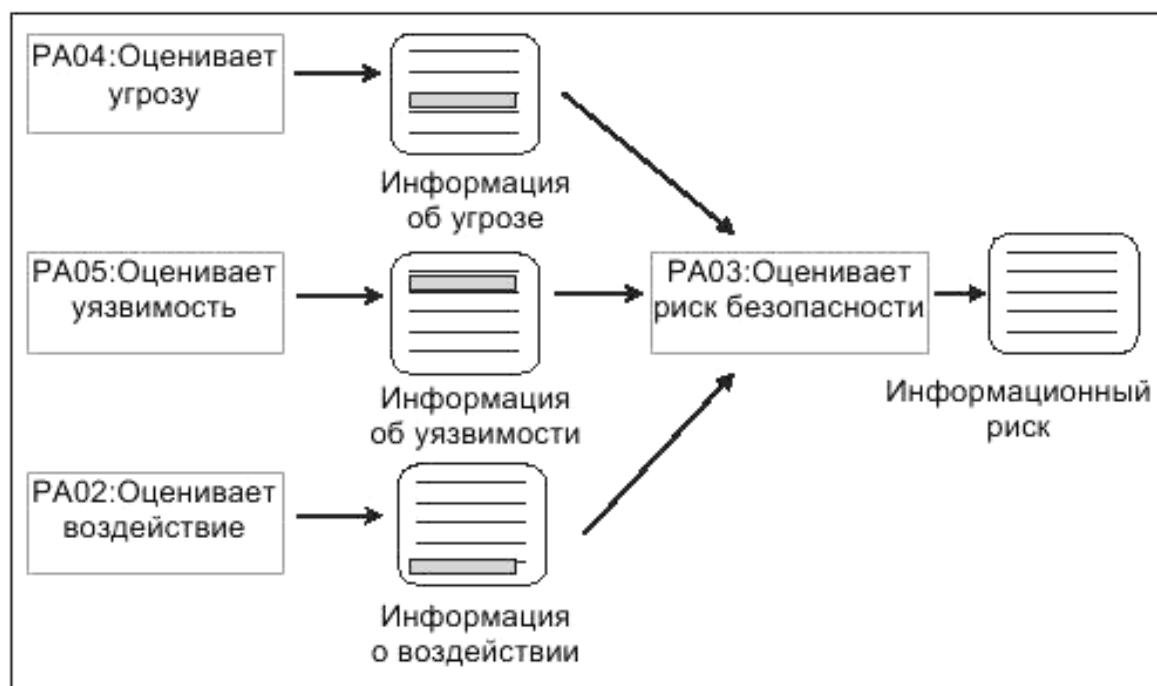 PA04:Оценивает
угрозу
Информация
об угрозе
PA05:Оценивает
уязвимость
Информация
об уязвимости
PA03:Оценивает
риск безопасности
Информационный
риск
PA02:Оценивает
воздействие
Информация
о воздействии